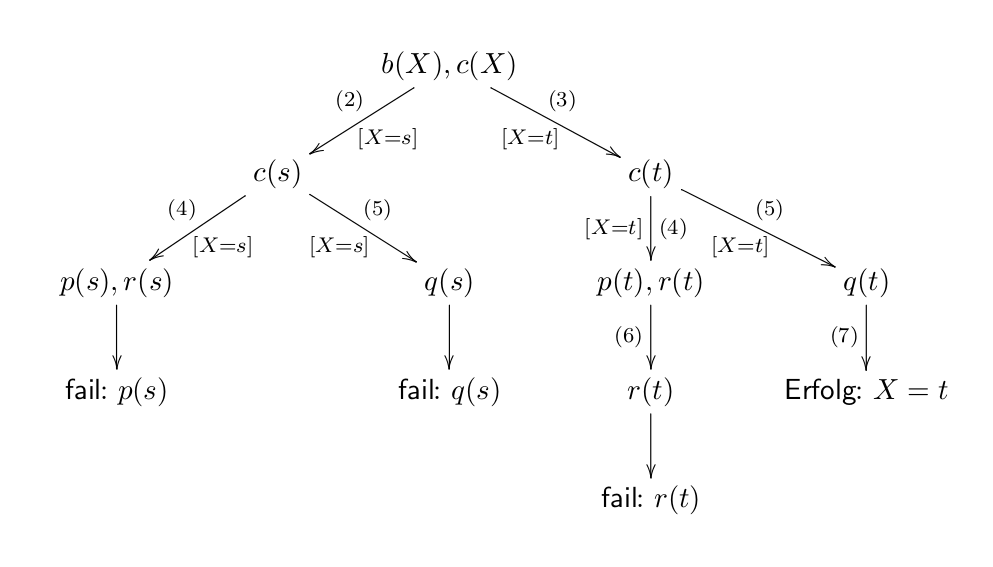 b(X), c(X)
(2) (3)
[X=s] [X=t]
c(s) c(t)
(4) (5) (5)
[X=t] (4)
[X=s] [X=s] [X=t]
p(s), r(s) q(s) p(t), r(t) q(t)
(6) (7)
fail: p(s) fail: q(s) r(t) Erfolg: X = t
fail: r(t)